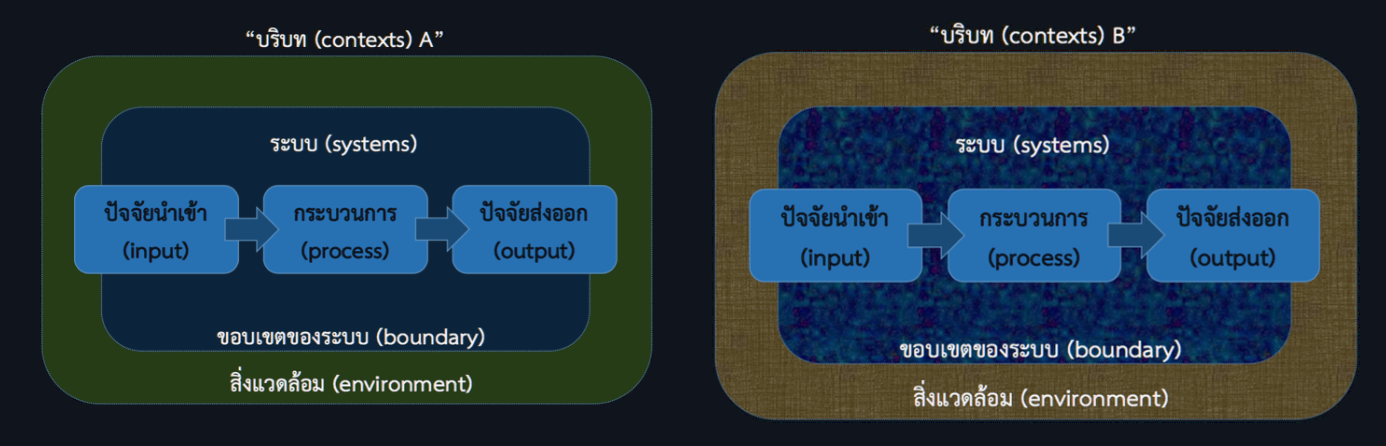 “บริบท (contexts) A”
ระบบ (systems)
ปัจจัยนำเข้า
(input)
กระบวนการ
(process)
ปัจจัยส่งออก
(output)
ขอบเขตของระบบ (boundary)
สิ่งแวดล้อม (environment)
“บริบท (contexts) B”
ระบบ (systems)
ปัจจัยนำเข้า
(input)
กระบวนการ
(process)
ปัจจัยส่งออก
(output)
ขอบเขตของระบบ (boundary)
สิ่งแวดล้อม (environment)